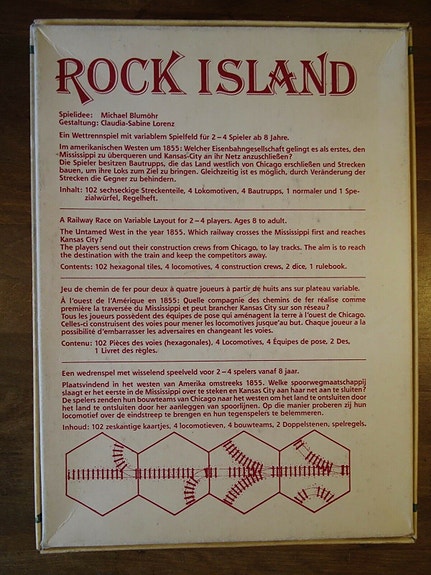 ROCK ISLAND
Spielidee: Michael Blumöhr
Gestaltung: Claudia-Sabine Lorenz
Ein Wettrennspiel mit variablem Spielfeld für 2–4 Spieler ab 8 Jahre.
Im amerikanischen Westen um 1855: Welcher Eisenbahngesellschaft gelingt es als erstes, den
Mississippi zu überqueren und Kansas-City an ihr Netz anzuschließen?
Die Spieler besitzen Bautrupps, die das Land westlich von Chicago erschließen und Strecken
bauen, um ihre Loks zum Ziel zu bringen. Gleichzeitig ist es möglich, durch Veränderung der
Strecken die Gegner zu behindern.
Inhalt: 102 sechseckige Streckenteile, 4 Lokomotiven, 4 Bautrupps, 1 normaler und 1 Spe-
zialwürfel, Regelheft.
A Railway Race on Variable Layout for 2–4 players. Ages 8 to adult.
The Untamed West in the year 1855. Which railway crosses the Mississippi first and reaches
Kansas City?
The players send out their construction crews from Chicago, to lay tracks. The aim is to reach
the destination with the train and keep the competitors away.
Contents: 102 hexagonal tiles, 4 locomotives, 4 construction crews, 2 dice, 1 rulebook.
Jeu de chemins de fer pour deux à quatre joueurs à partir de huits ans sur plateau variable.
À l'ouest de l'Amérique en 1855: Quelle compagnie des chemins de fer réalise comme
première la traversée du Mississippi et peut brancher Kansas City sur son réseau?
Tous les joueurs possèdent des équipes de pose qui aménagent la terre à l'ouest de Chicago.
Celles-ci construisent des voies pour mener les locomotives jusque'au but. Chaque joueur a la
possibilité d'embarrasser les adversaires en changeant les voies.
Contenu: 102 Pièces des voies (hexagonales), 4 Locomotives, 4 Équipes de pose, 2 Des,
1 Livret des règles.
Een wedrenspel met wisselend speelveld voor 2–4 spelers vanaf 8 jaar.
Plaatsvindend in het westen van Amerika omstreeks 1855. Welke spoorwegmaatschappij
slaagt er het eerste in de Mississippi over te steken en Kansas City aan haar net aan te sluiten?
De spelers zenden hun bouwteams van Chicago naar het westen om het land te ontsluiten door
het land te ontsluiten door her aanleggen van spoorlijnen. Op die manier proberen zij hun
locomotief over de eindstreep te brengen en hun tegenspelers te belemmeren.
Inhoud: 102 zeskantige kaartjes, 4 locomotieven, 4 bouwteams, 2 Doppelstenen, spelregels.